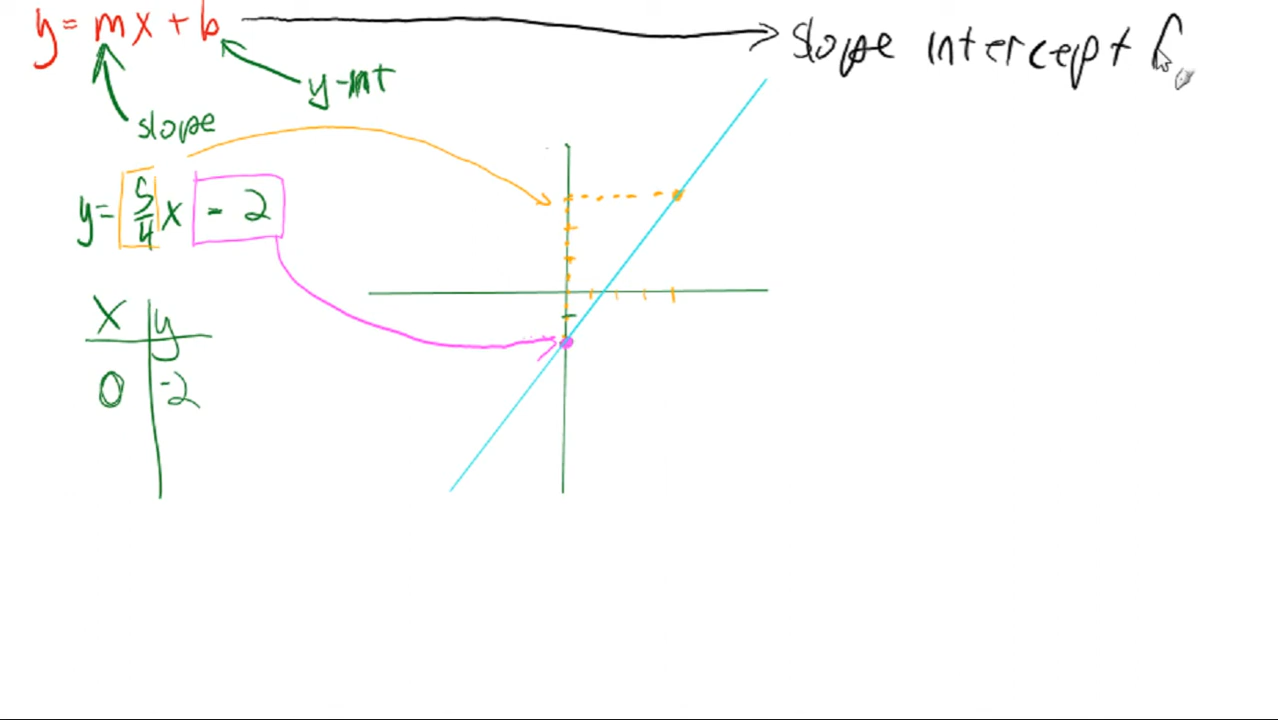 y = mx + b
slope intercept f
y-int
slope
y = 5/4 x - 2
x y
0 -2